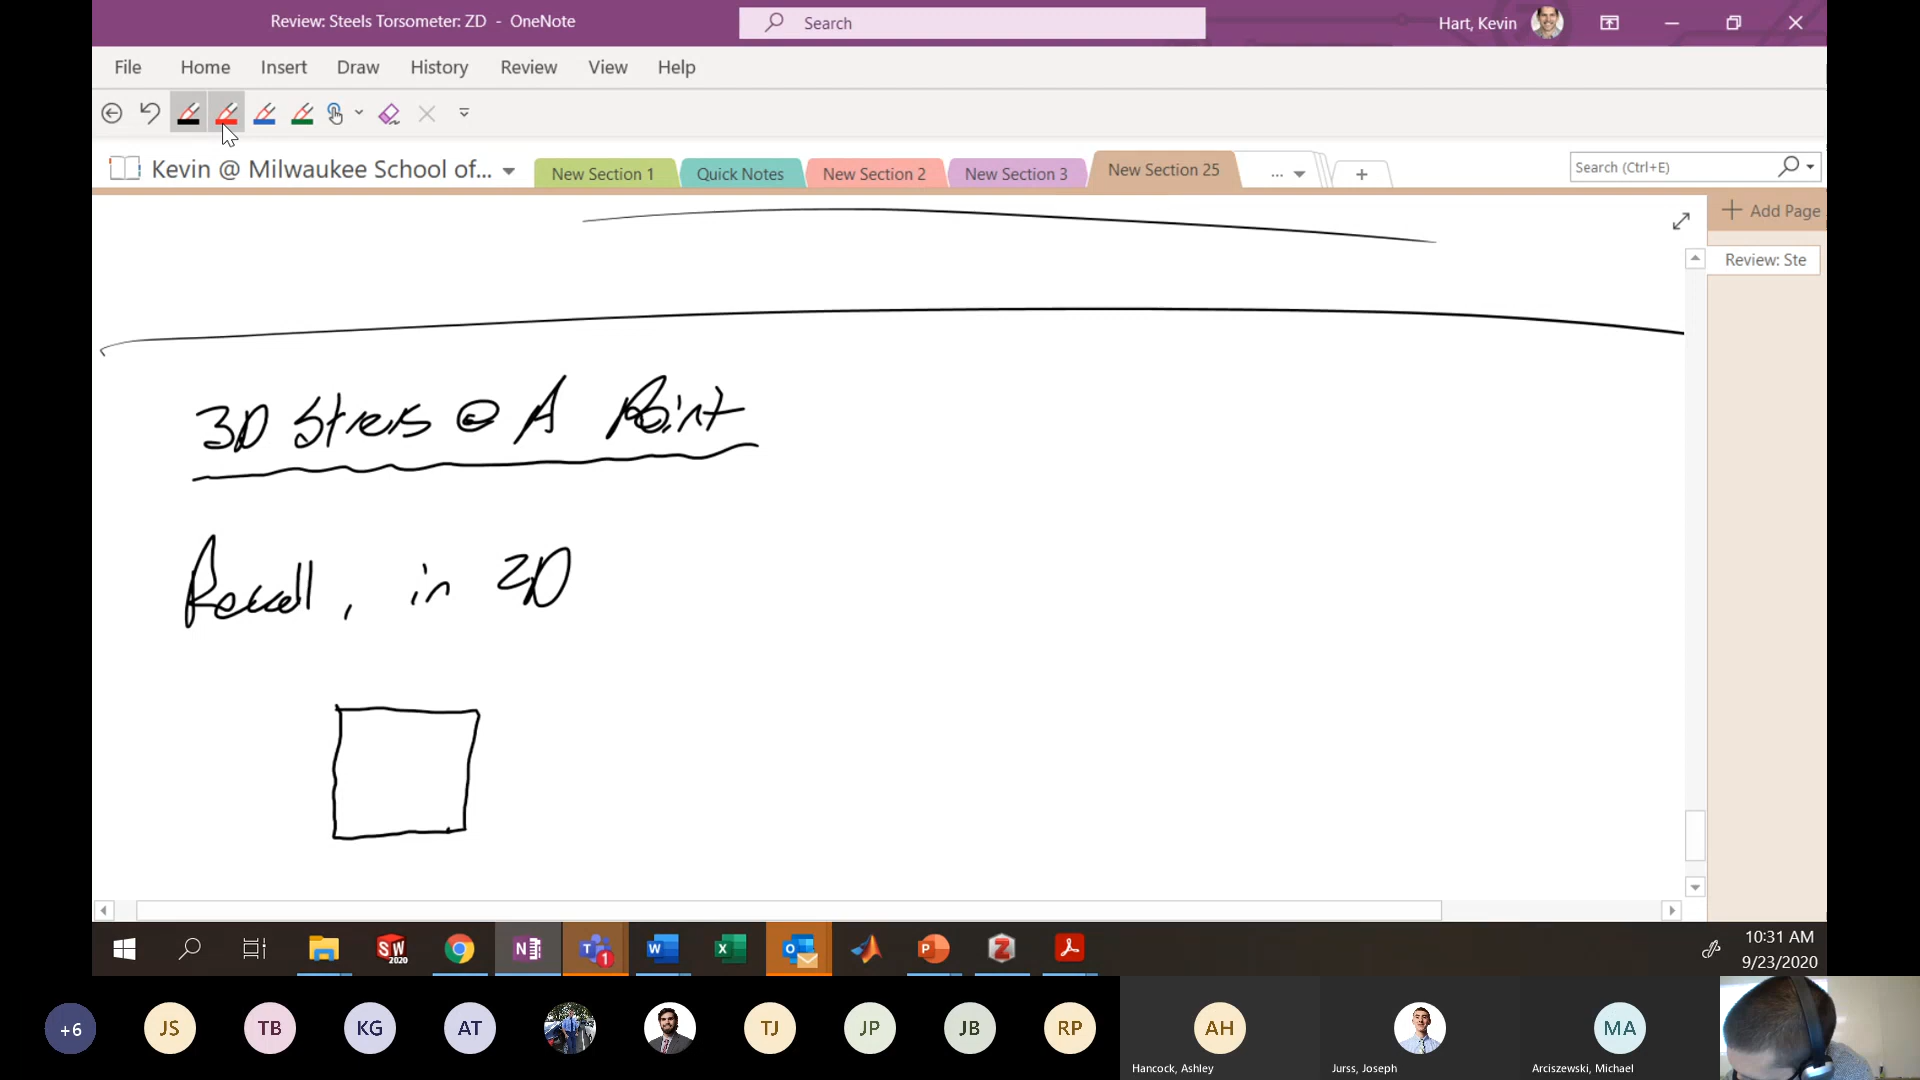 Review: Steels Torsometer: ZD - OneNote
Search
Hart, Kevin
File Home Insert Draw History Review View Help
Kevin @ Milwaukee School of...
New Section 1
Quick Notes
New Section 2
New Section 3
New Section 25
...
Search (Ctrl+E)
Add Page
Review: Ste
3D Stress @ A Point
Recall, in 2D
SW
2020
N
T
1
W
X
O
P
Z
10:31 AM
9/23/2020
+6
JS
TB
KG
AT
TJ
JP
JB
RP
AH
MA
Hancock, Ashley
Jurss, Joseph
Arciszewski, Michael